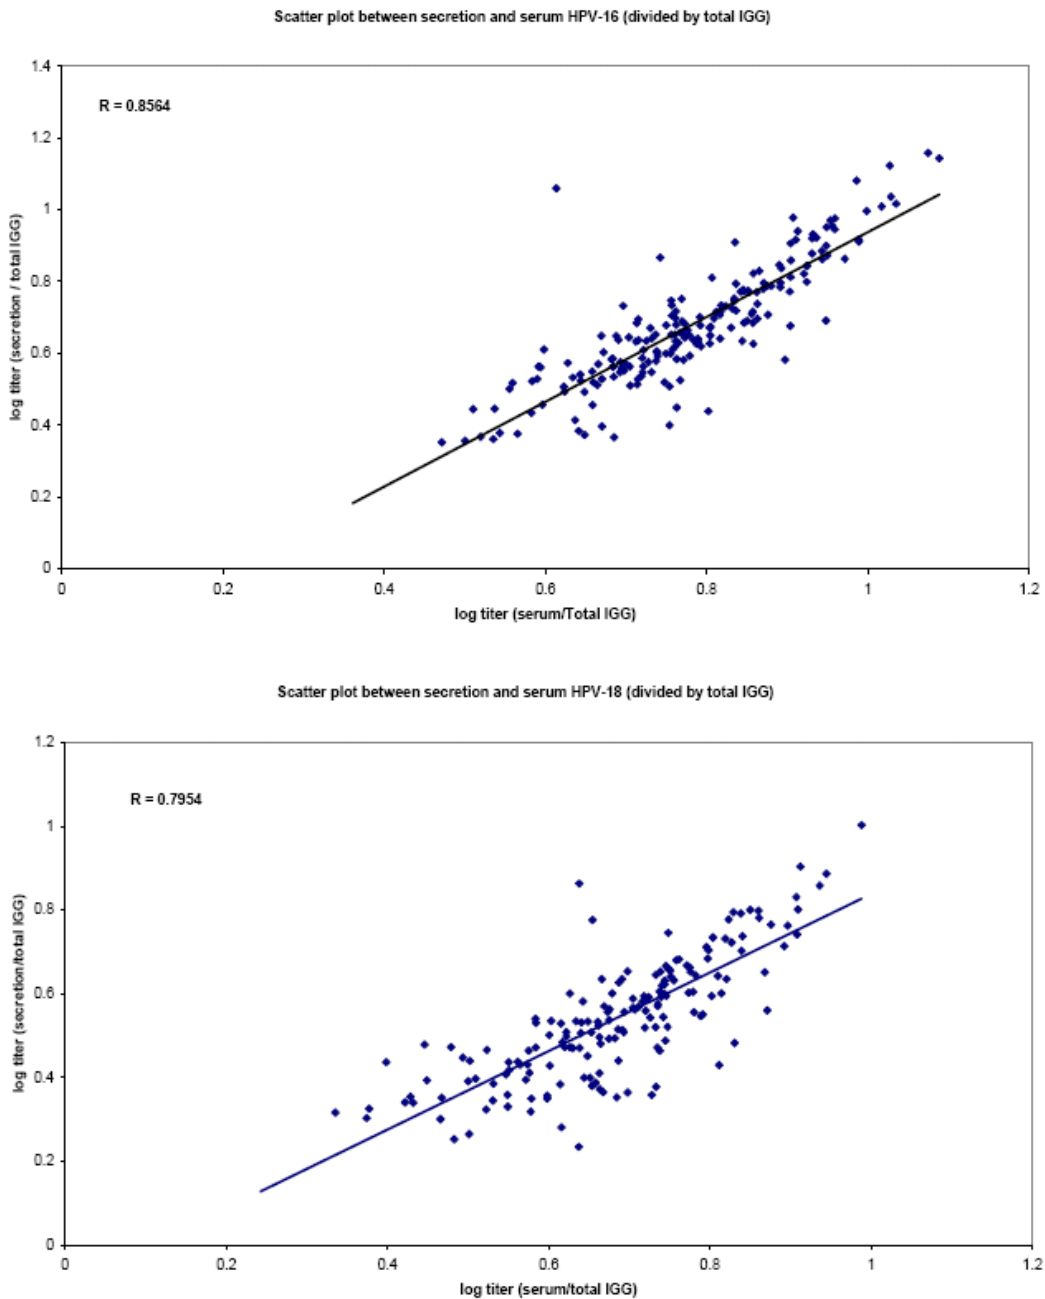 Scatter plot between secretion and serum HPV-16 (divided by total IGG)
1.4
R = 0.8564
1.2
1
0.8
0.6
0.4
0.2
0
log titer (secretion / total IGG)
0 0.2 0.4 0.6 0.8 1 1.2
log titer (serum/Total IGG)
Scatter plot between secretion and serum HPV-18 (divided by total IGG)
1.2
R = 0.7954
1
0.8
0.6
0.4
0.2
0
log titer (secretion/total IGG)
0 0.2 0.4 0.6 0.8 1 1.2
log titer (serum/total IGG)